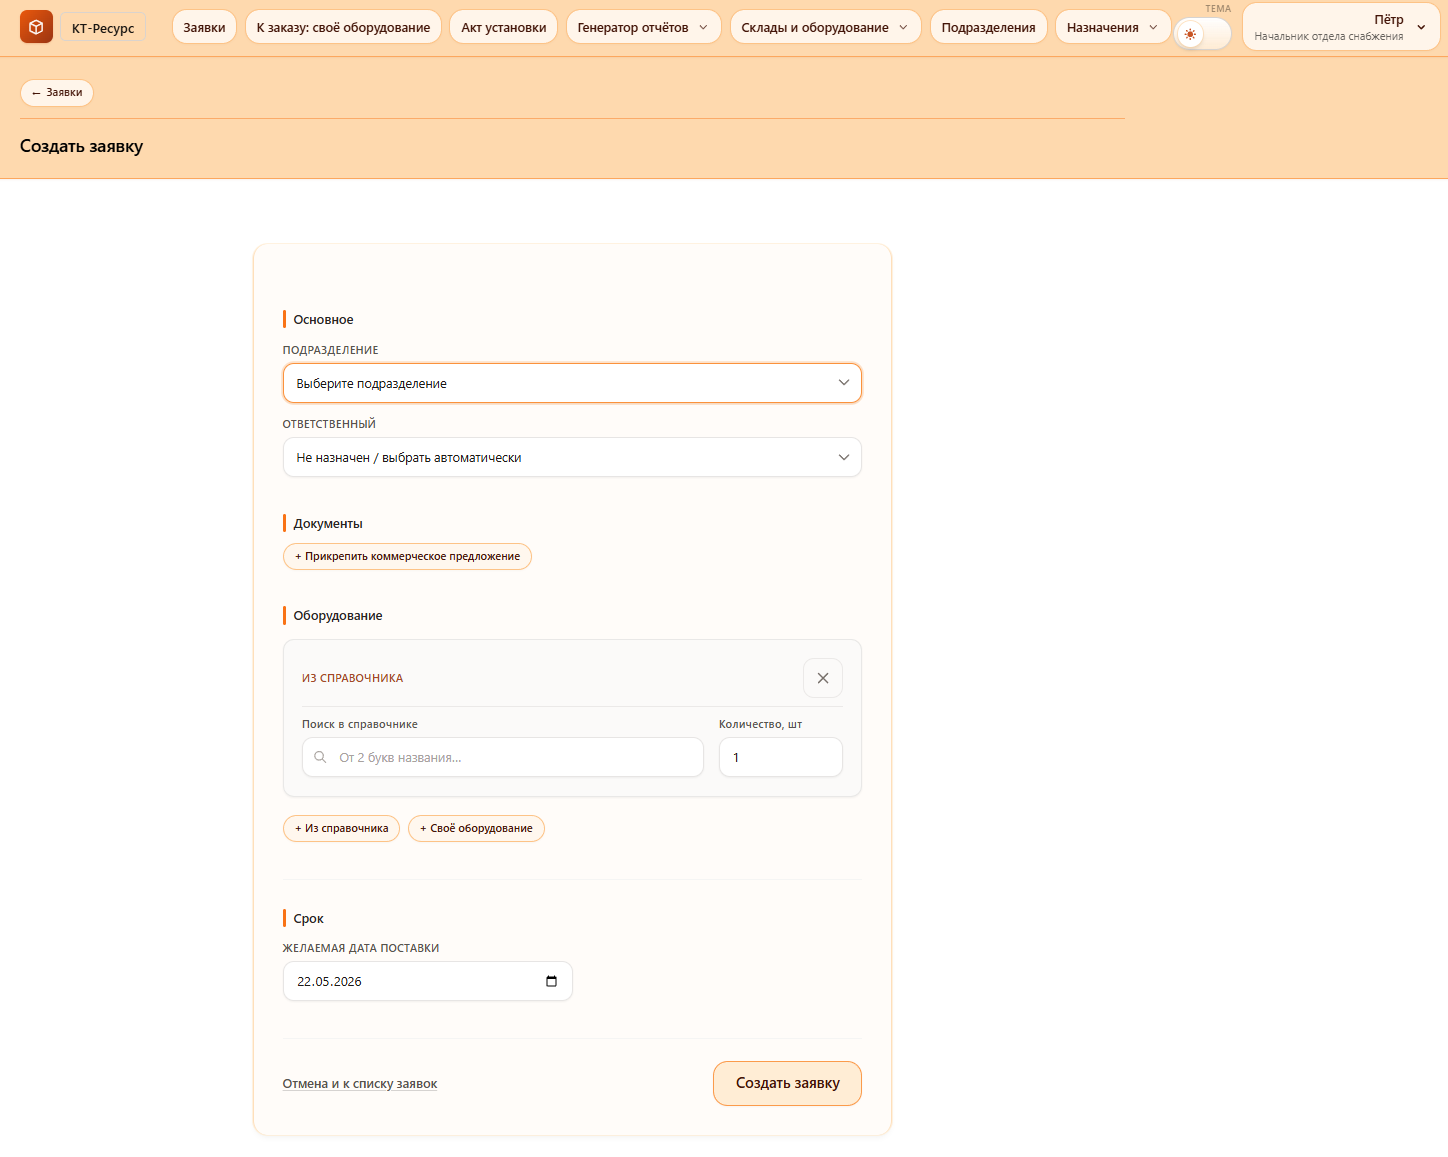 КТ-Ресурс
Заявки
К заказу: своё оборудование
Акт установки
Генератор отчётов
Склады и оборудование
Подразделения
Назначения
ТЕМА
Пётр
Начальник отдела снабжения
← Заявки
Создать заявку
Основное
ПОДРАЗДЕЛЕНИЕ
Выберите подразделение
ОТВЕТСТВЕННЫЙ
Не назначен / выбрать автоматически
Документы
+ Прикрепить коммерческое предложение
Оборудование
ИЗ СПРАВОЧНИКА
Поиск в справочнике
Количество, шт
От 2 букв названия...
1
+ Из справочника
+ Своё оборудование
Срок
ЖЕЛАЕМАЯ ДАТА ПОСТАВКИ
22.05.2026
Отмена и к списку заявок
Создать заявку